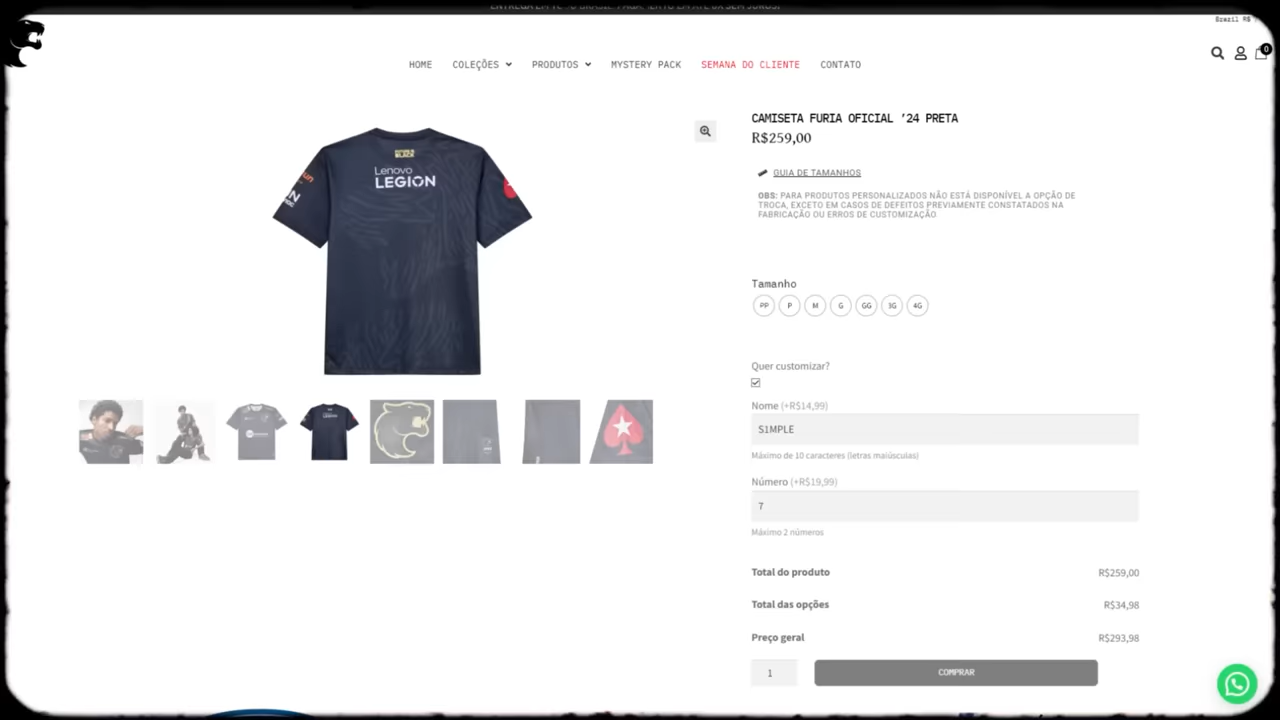 Brazil R$
0
HOME COLEÇÕES PRODUTOS MYSTERY PACK SEMANA DO CLIENTE CONTATO
Lenovo
LEGION
CAMISETA FURIA OFICIAL ’24 PRETA
R$259,00
GUIA DE TAMANHOS
OBS: PARA PRODUTOS PERSONALIZADOS NÃO ESTÁ DISPONÍVEL A OPÇÃO DE
TROCA, EXCETO EM CASOS DE DEFEITOS PREVIAMENTE CONSTATADOS NA
FABRICAÇÃO OU ERROS DE CUSTOMIZAÇÃO.
Tamanho
PP P M G GG 3G 4G
Quer customizar?
Nome (+R$14,99)
S1MPLE
Máximo de 10 caracteres (letras maiúsculas)
Número (+R$19,99)
7
Máximo 2 números
Total do produto R$259,00
Total das opções R$34,98
Preço geral R$293,98
1 COMPRAR